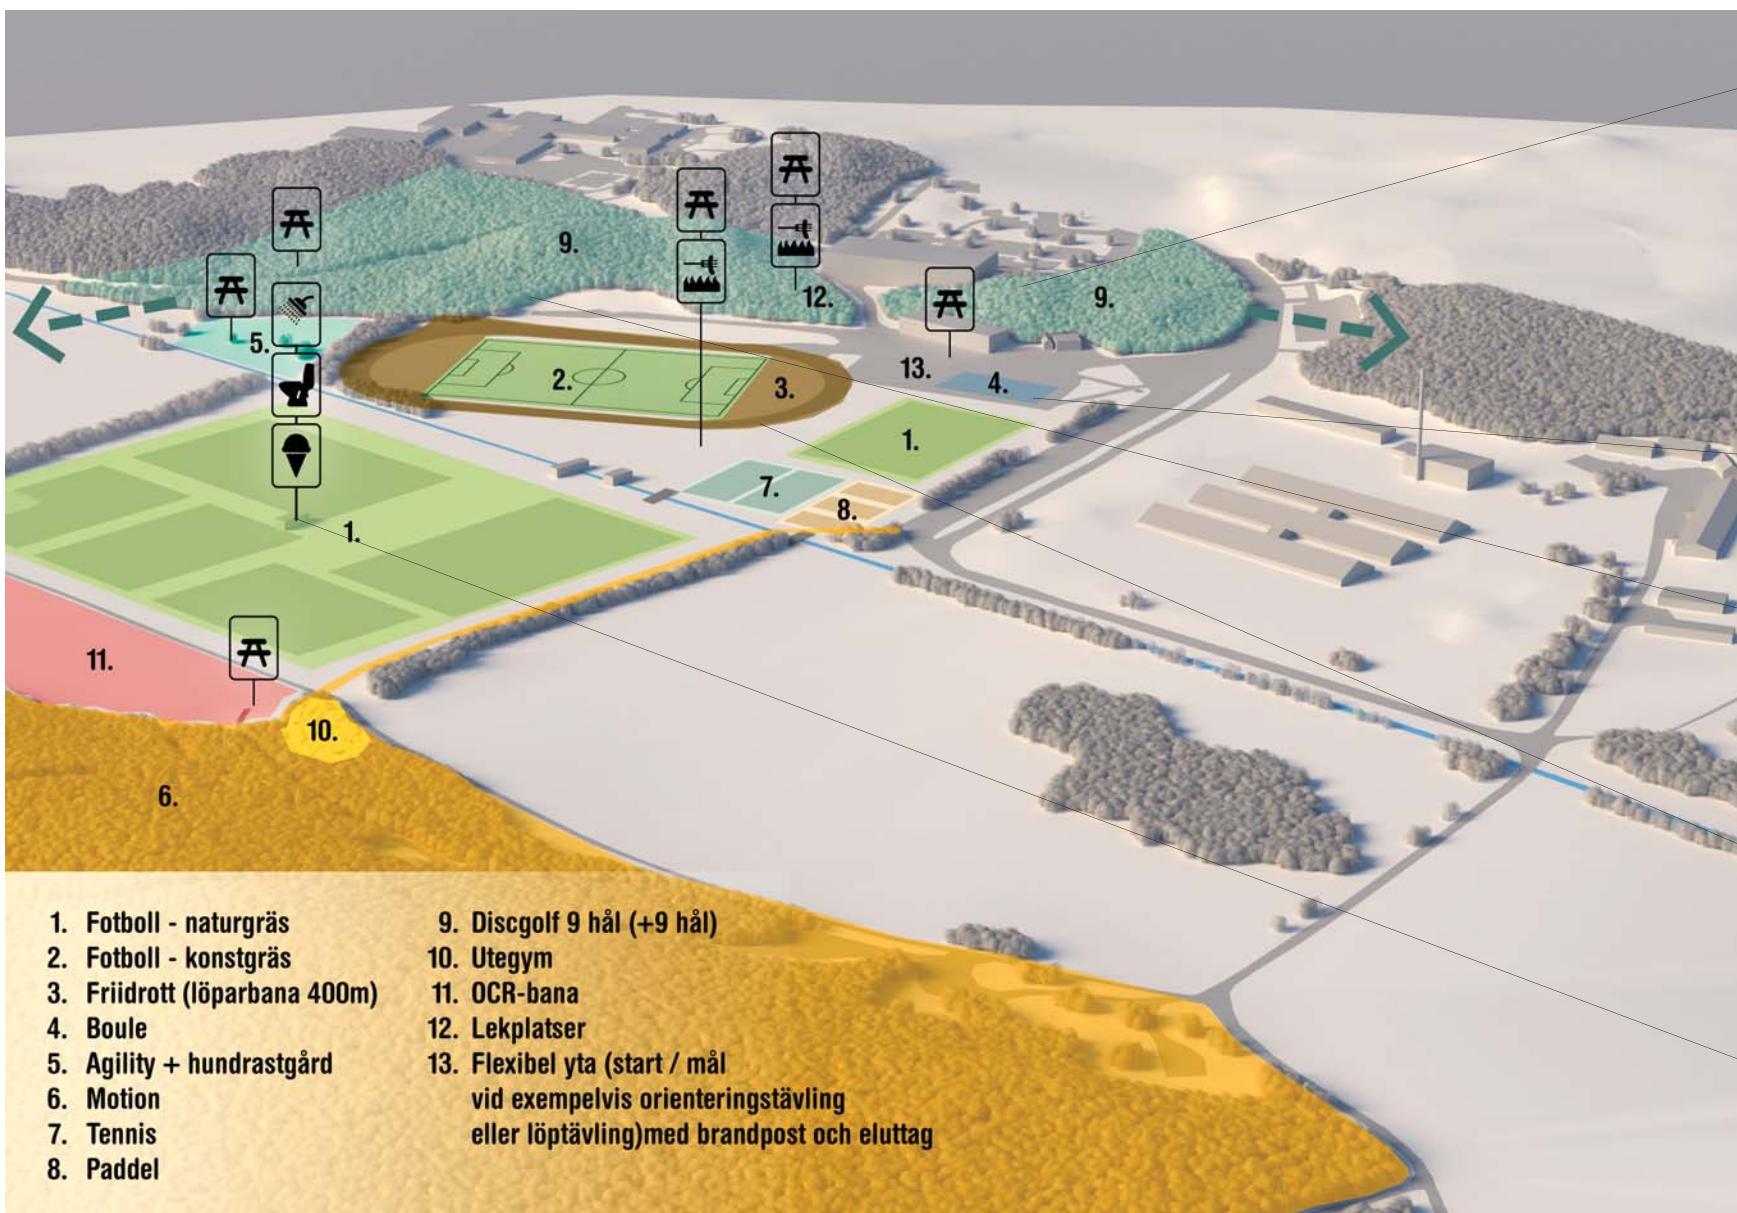 9.
12.
9.
5.
2.
3.
13.
4.
1.
7.
8.
1.
11.
10.
6.
1. Fotboll - naturgräs
2. Fotboll - konstgräs
3. Friidrott (löparbana 400m)
4. Boule
5. Agility + hundrastgård
6. Motion
7. Tennis
8. Paddel
9. Discgolf 9 hål (+9 hål)
10. Utegym
11. OCR-bana
12. Lekplatser
13. Flexibel yta (start / mål
vid exempelvis orienteringstävling
eller löptävling)med brandpost och eluttag